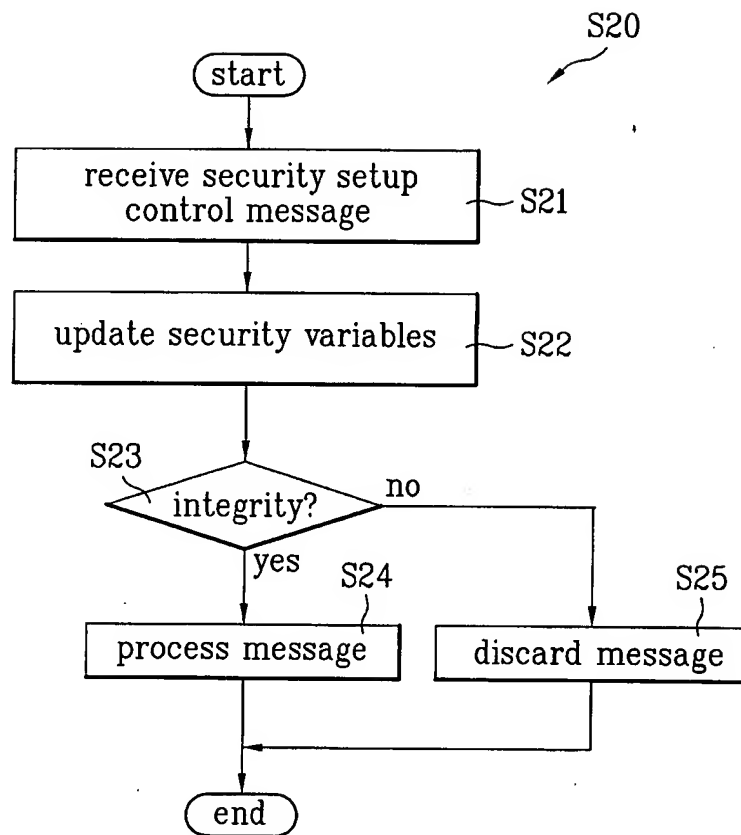 S20
start
receive security setup
control message
S21
update security variables
S22
S23
integrity?
no
yes
S24
process message
S25
discard message
end